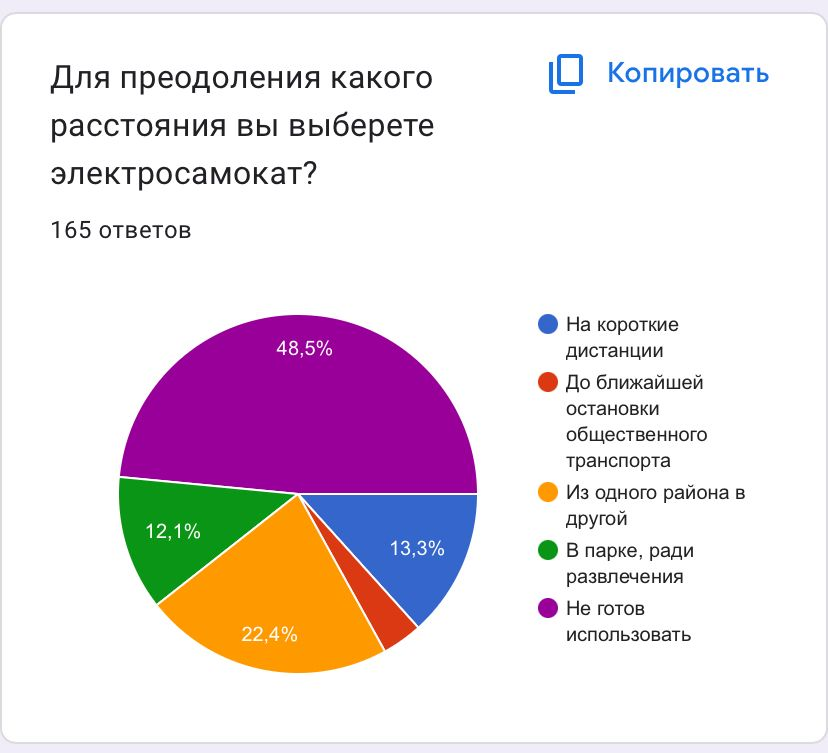 Для преодоления какого
расстояния вы выберете
электросамокат?
Копировать
165 ответов
48,5%
12,1%
13,3%
22,4%
На короткие
дистанции
До ближайшей
остановки
общественного
транспорта
Из одного района в
другой
В парке, ради
развлечения
Не готов
использовать